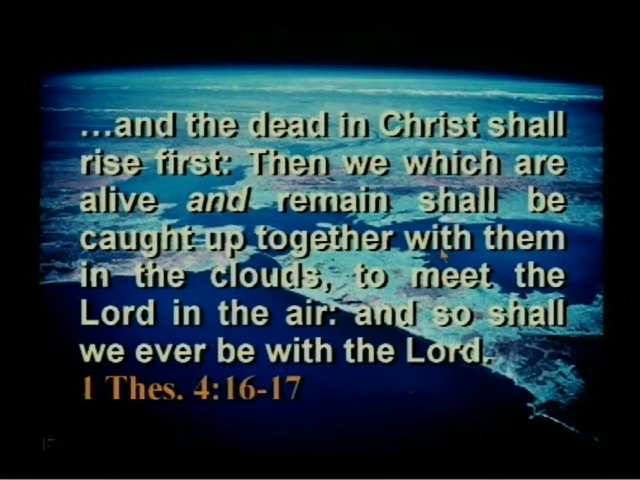 ...and the dead in Christ shall
rise first: Then we which are
alive and remain shall be
caught up together with them
in the clouds, to meet the
Lord in the air: and so shall
we ever be with the Lord.
1 Thes. 4:16-17